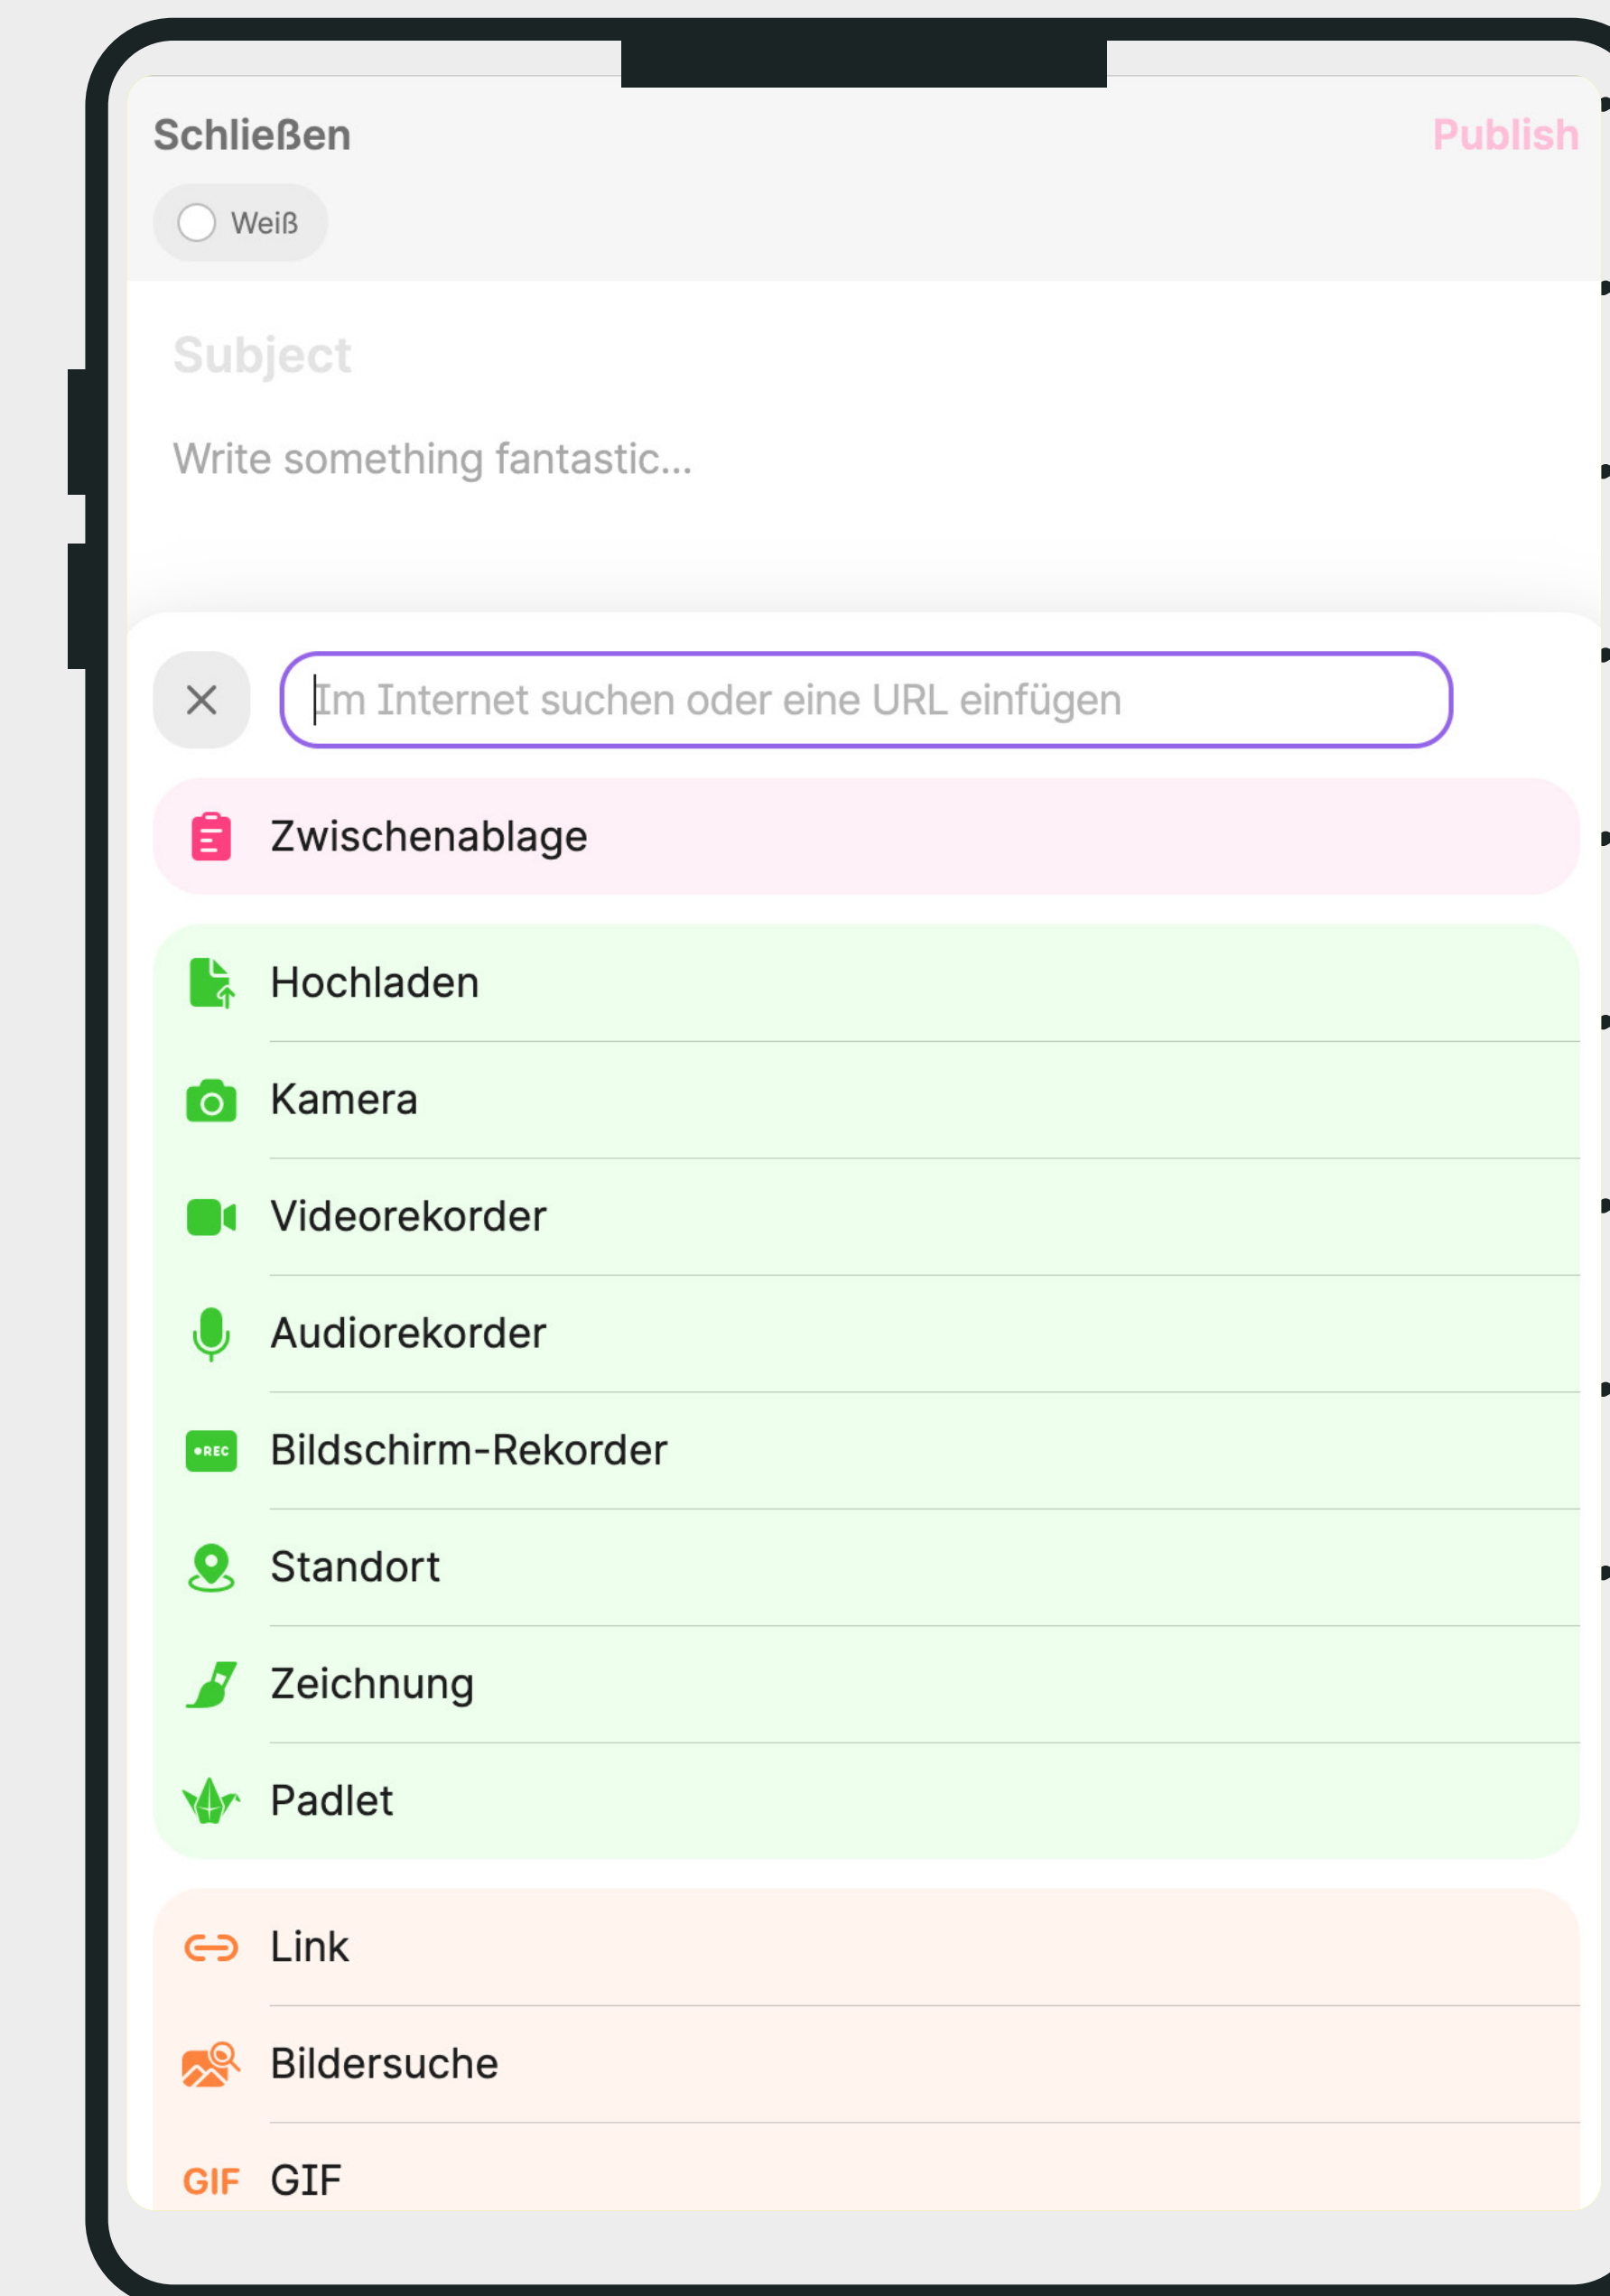 Schließen
Publish
Weiß
Subject
Write something fantastic...
Im Internet suchen oder eine URL einfügen
Zwischenablage
Hochladen
Kamera
Videorekorder
Audiorekorder
REC
Bildschirm-Rekorder
Standort
Zeichnung
Padlet
Link
Bildersuche
GIF GIF